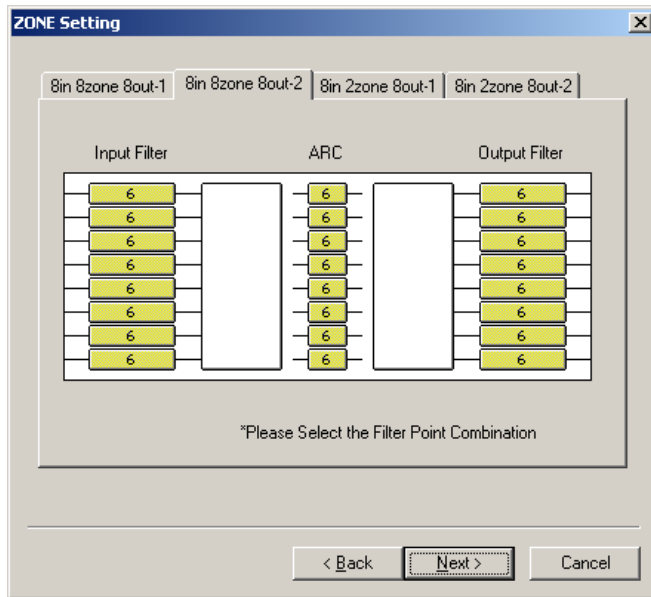 ZONE Setting
8in 8zone 8out-1 8in 8zone 8out-2 8in 2zone 8out-1 8in 2zone 8out-2
Input Filter ARC Output Filter
6 6 6
6 6 6
6 6 6
6 6 6
6 6 6
6 6 6
6 6 6
6 6 6
*Please Select the Filter Point Combination
< Back Next > Cancel